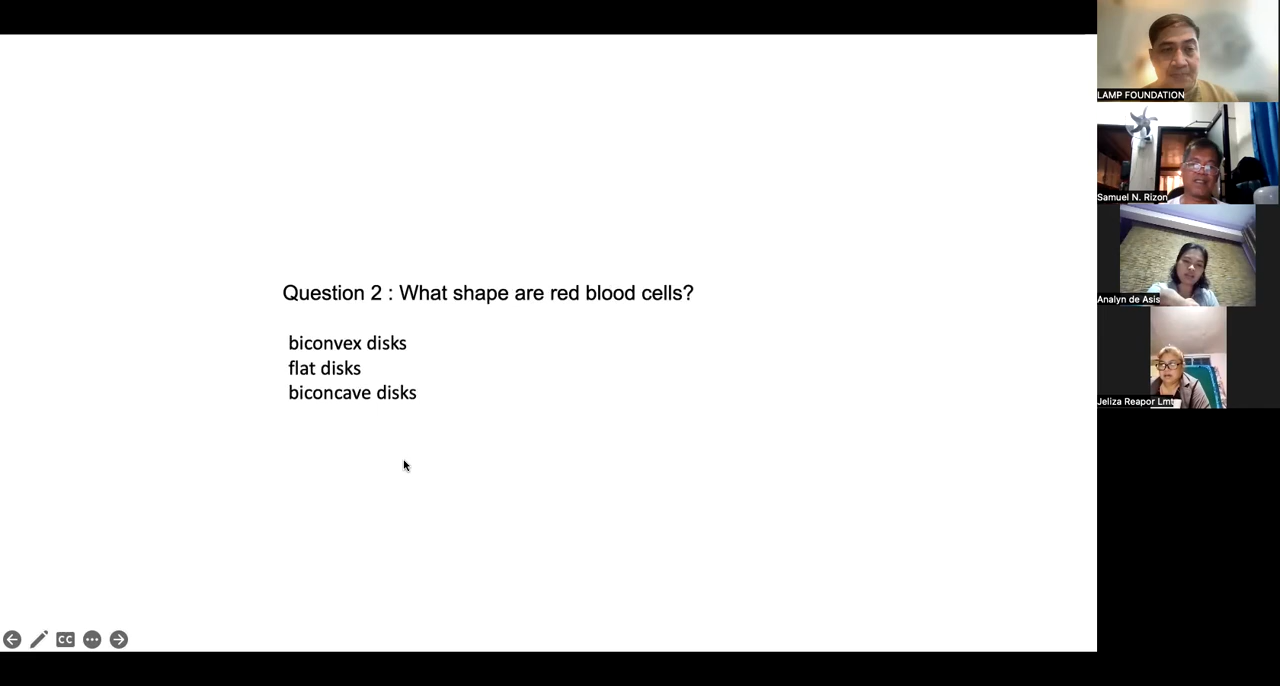 Question 2 : What shape are red blood cells?
biconvex disks
flat disks
biconcave disks
CC
LAMP FOUNDATION
Samuel N. Rizon
Analyn de Asis
Jeliza Reapor Lmt